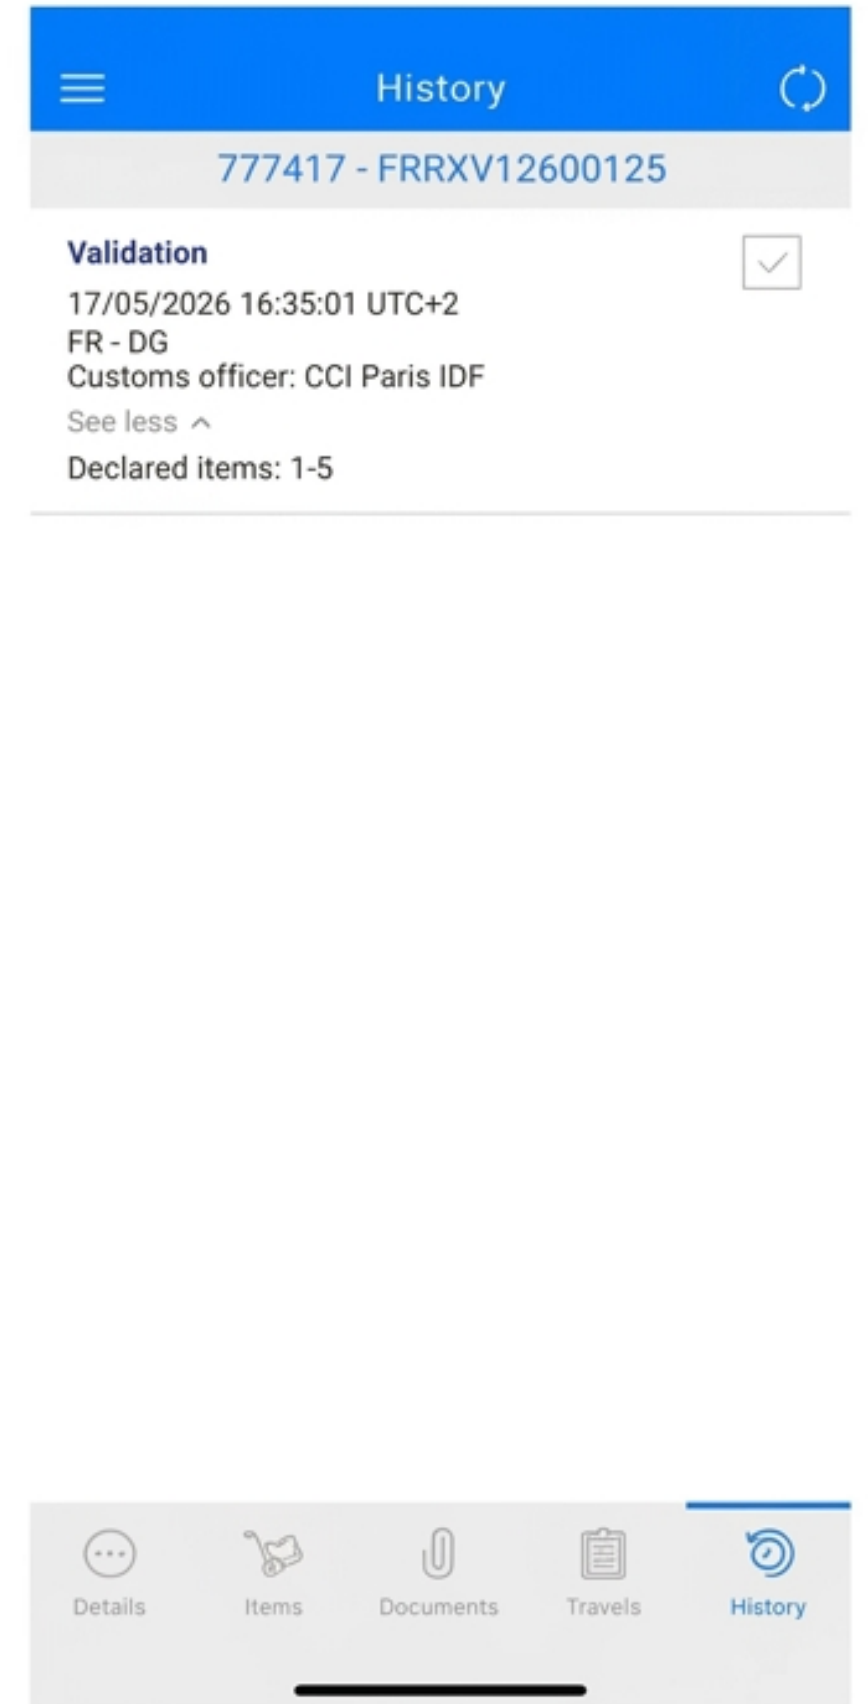 History
777417 - FRRXV12600125
Validation
17/05/2026 16:35:01 UTC+2
FR - DG
Customs officer: CCI Paris IDF
See less
Declared items: 1-5
Details
Items
Documents
Travels
History